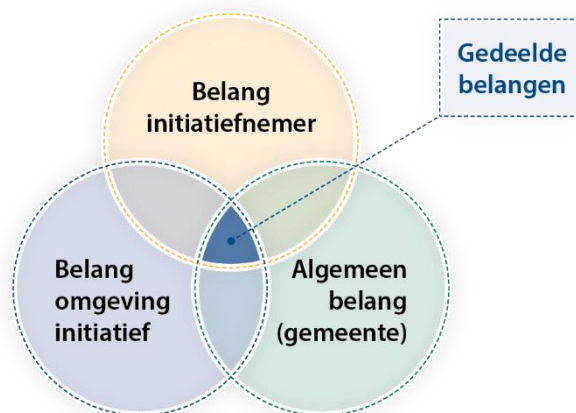 Belang
initiatiefnemer
Gedeelde
belangen
Belang
omgeving
initiatief
Algemeen
belang
(gemeente)